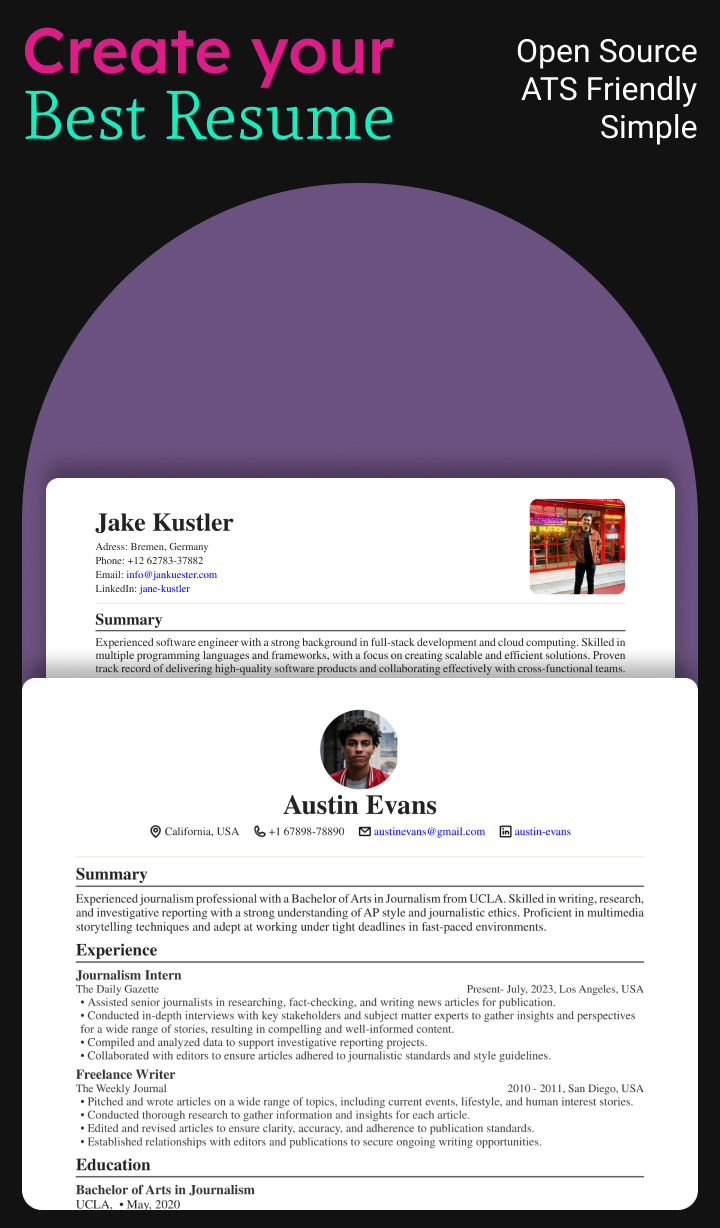 Create your
Best Resume
Open Source
ATS Friendly
Simple
Jake Kustler
Adress: Bremen, Germany
Phone: +12 62783-37882
Email: info@jankuester.com
LinkedIn: jane-kustler
Summary
Experienced software engineer with a strong background in full-stack development and cloud computing. Skilled in
multiple programming languages and frameworks, with a focus on creating scalable and efficient solutions. Proven
track record of delivering high-quality software products and collaborating effectively with cross-functional teams.
Austin Evans
California, USA +1 67898-78890 austinevans@gmail.com austin-evans
Summary
Experienced journalism professional with a Bachelor of Arts in Journalism from UCLA. Skilled in writing, research,
and investigative reporting with a strong understanding of AP style and journalistic ethics. Proficient in multimedia
storytelling techniques and adept at working under tight deadlines in fast-paced environments.
Experience
Journalism Intern
The Daily Gazette Present- July, 2023, Los Angeles, USA
• Assisted senior journalists in researching, fact-checking, and writing news articles for publication.
• Conducted in-depth interviews with key stakeholders and subject matter experts to gather insights and perspectives
for a wide range of stories, resulting in compelling and well-informed content.
• Compiled and analyzed data to support investigative reporting projects.
• Collaborated with editors to ensure articles adhered to journalistic standards and style guidelines.
Freelance Writer
The Weekly Journal 2010 - 2011, San Diego, USA
• Pitched and wrote articles on a wide range of topics, including current events, lifestyle, and human interest stories.
• Conducted thorough research to gather information and insights for each article.
• Edited and revised articles to ensure clarity, accuracy, and adherence to publication standards.
• Established relationships with editors and publications to secure ongoing writing opportunities.
Education
Bachelor of Arts in Journalism
UCLA, • May, 2020